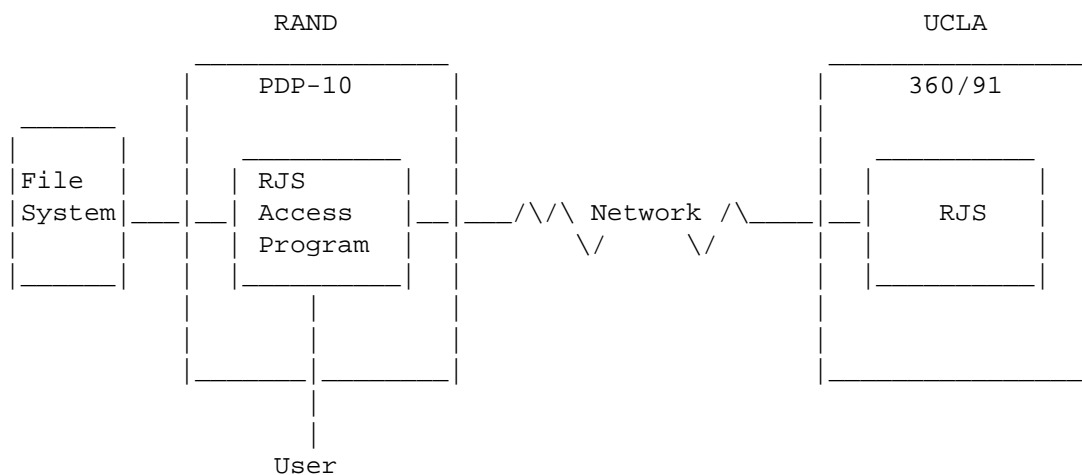 RAND UCLA
PDP-10 360/91
File RJS
System Access Network RJS
Program
User